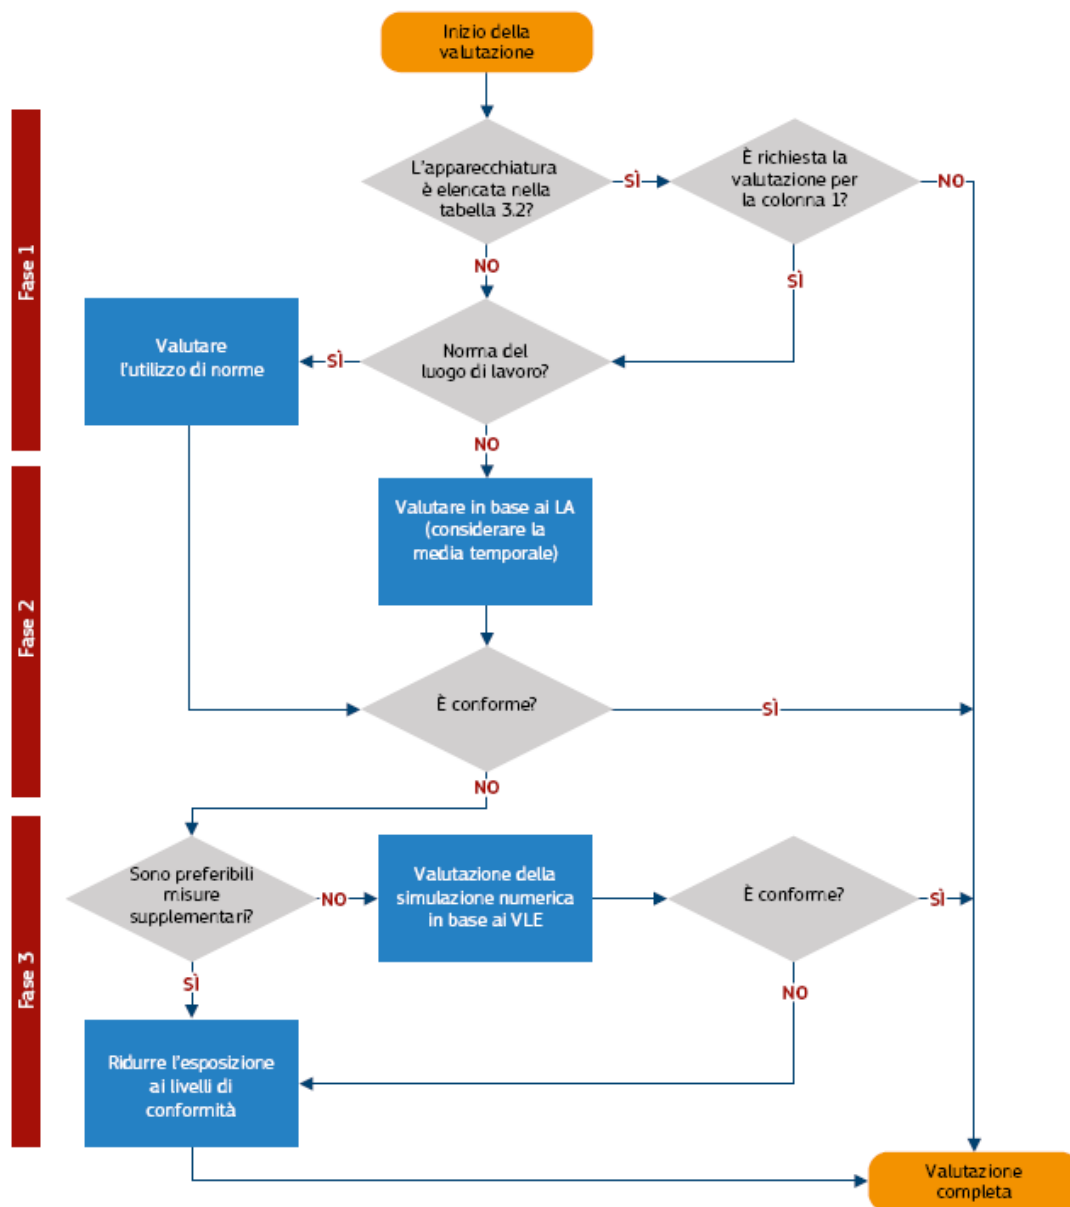 Inizio della
valutazione
Fase 1
L'apparecchiatura
è elencata nella
tabella 3.2?
SÌ
È richiesta la
valutazione per
la colonna 1?
NO
NO
SÌ
Valutare
l'utilizzo di norme
SÌ
Norma del
luogo di lavoro?
NO
Fase 2
Valutare in base ai LA
(considerare la
media temporale)
È conforme?
SÌ
NO
Fase 3
Sono preferibili
misure
supplementari?
NO
Valutazione della
simulazione numerica
in base ai VLE
È conforme?
SÌ
SÌ
NO
Ridurre l'esposizione
ai livelli di
conformità
Valutazione
completa